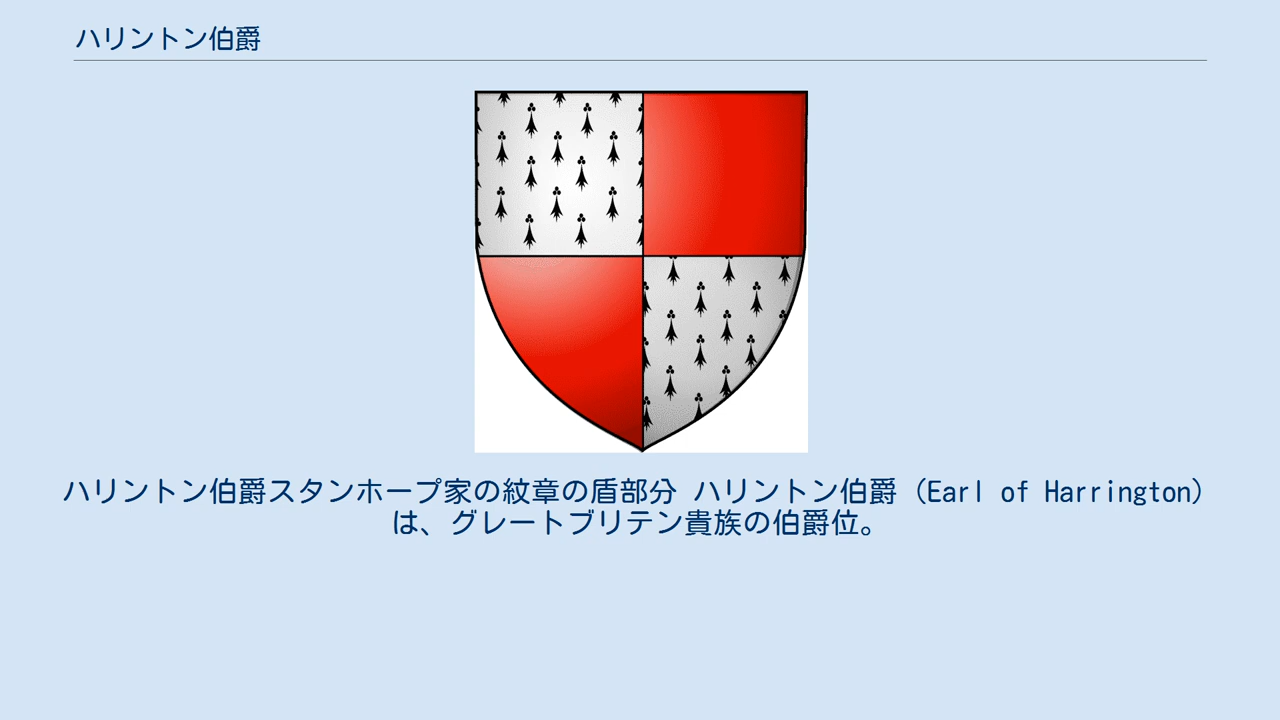 ハリントン伯爵
ハリントン伯爵スタンホープ家の紋章の盾部分 ハリントン伯爵 (Earl of Harrington)
は、グレートブリテン貴族の伯爵位。